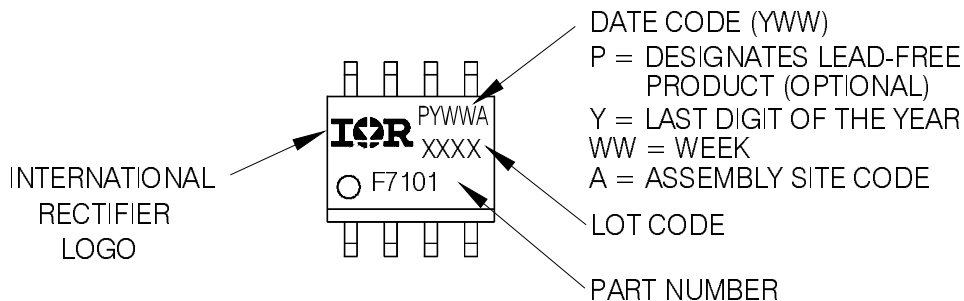 DATE CODE (YWW)
P = DESIGNATES LEAD-FREE
PRODUCT (OPTIONAL)
Y = LAST DIGIT OF THE YEAR
WW = WEEK
A = ASSEMBLY SITE CODE
LOT CODE
PART NUMBER
INTERNATIONAL
RECTIFIER
LOGO
IOR
PYWWA
XXXX
F7101